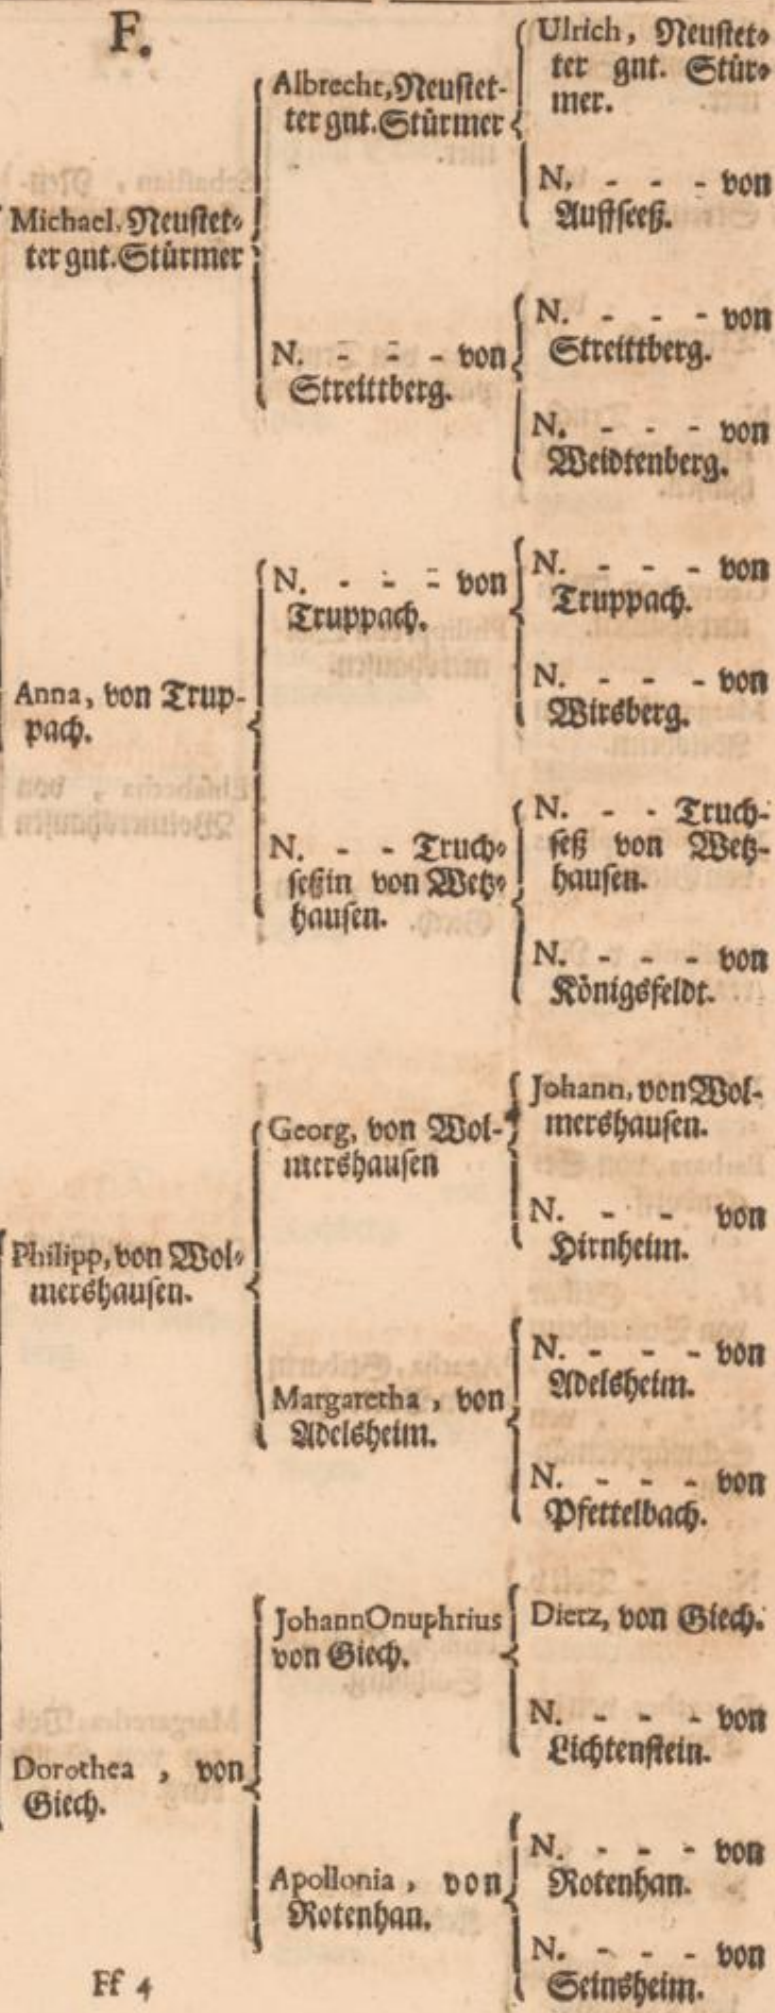 F.
Michael, Neustet-
ter gnt. Stürmer
Anna, von Trup-
pach.
Philipp, von Wol-
mershausen.
Dorothea, von
Giech.
Albrecht, Neustet-
ter gnt. Stürmer
N. - - - von
Streittberg.
N. - - - von
Truppach.
N. - - Truch-
seßin von Wetz-
hausen.
Georg, von Wol-
mershausen
Margaretha, von
Adelsheim.
Johann Onuphrius
von Giech.
Apollonia, von
Rotenhan.
Ulrich, Neustet-
ter gnt. Stür-
mer.
N. - - - von
Auffseeß.
N. - - - von
Streittberg.
N. - - - von
Weidtenberg.
N. - - - von
Truppach.
N. - - - von
Wirsberg.
N. - - Truch-
seß von Wetz-
hausen.
N. - - - von
Königsfeldt.
Johann, von Wol-
mershausen.
N. - - von
Hirnheim.
N. - - - von
Adelsheim.
N. - - - von
Pfettelbach.
Dietz, von Giech.
N. - - - von
Lichtenstein.
N. - - - von
Rotenhan.
N. - - - von
Seinsheim.
Ff 4